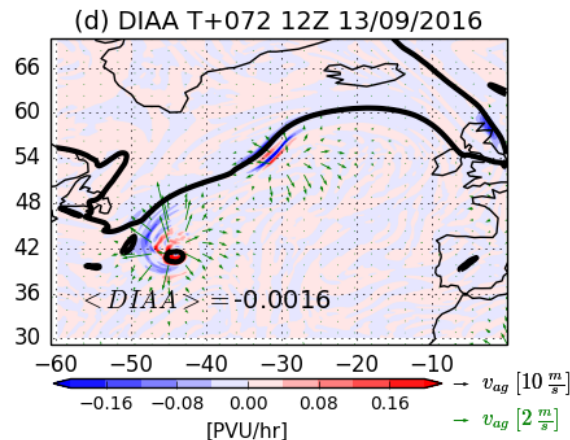 (d) DIAA T+072 12Z 13/09/2016
66
60
54
48
42
36
30
<DIAA>=-0.0016
−60 −50 −40 −30 −20 −10
−0.16 −0.08 0.00 0.08 0.16
[PVU/hr]
v_ag [10 m/s]
v_ag [2 m/s]